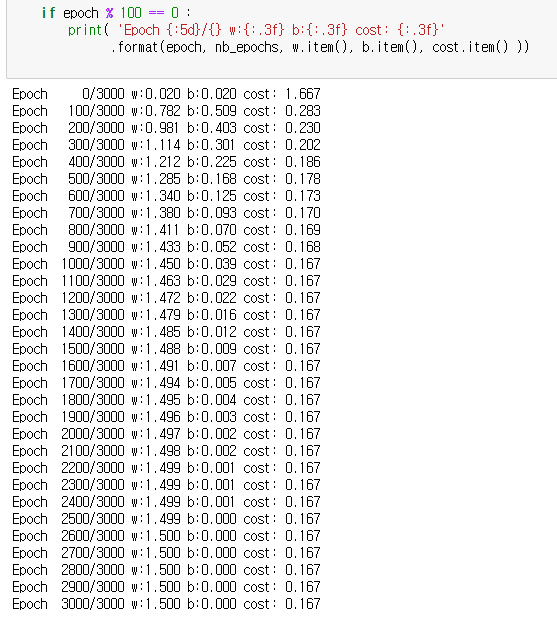 if epoch % 100 == 0 :
print( 'Epoch {:5d}/{} w:{:.3f} b:{:.3f} cost: {:.3f}'
.format(epoch, nb_epochs, w.item(), b.item(), cost.item() ))
Epoch     0/3000 w:0.020 b:0.020 cost: 1.667
Epoch   100/3000 w:0.782 b:0.509 cost: 0.283
Epoch   200/3000 w:0.981 b:0.403 cost: 0.230
Epoch   300/3000 w:1.114 b:0.301 cost: 0.202
Epoch   400/3000 w:1.212 b:0.225 cost: 0.186
Epoch   500/3000 w:1.285 b:0.168 cost: 0.178
Epoch   600/3000 w:1.340 b:0.125 cost: 0.173
Epoch   700/3000 w:1.380 b:0.093 cost: 0.170
Epoch   800/3000 w:1.411 b:0.070 cost: 0.169
Epoch   900/3000 w:1.433 b:0.052 cost: 0.168
Epoch  1000/3000 w:1.450 b:0.039 cost: 0.167
Epoch  1100/3000 w:1.463 b:0.029 cost: 0.167
Epoch  1200/3000 w:1.472 b:0.022 cost: 0.167
Epoch  1300/3000 w:1.479 b:0.016 cost: 0.167
Epoch  1400/3000 w:1.485 b:0.012 cost: 0.167
Epoch  1500/3000 w:1.488 b:0.009 cost: 0.167
Epoch  1600/3000 w:1.491 b:0.007 cost: 0.167
Epoch  1700/3000 w:1.494 b:0.005 cost: 0.167
Epoch  1800/3000 w:1.495 b:0.004 cost: 0.167
Epoch  1900/3000 w:1.496 b:0.003 cost: 0.167
Epoch  2000/3000 w:1.497 b:0.002 cost: 0.167
Epoch  2100/3000 w:1.498 b:0.002 cost: 0.167
Epoch  2200/3000 w:1.499 b:0.001 cost: 0.167
Epoch  2300/3000 w:1.499 b:0.001 cost: 0.167
Epoch  2400/3000 w:1.499 b:0.001 cost: 0.167
Epoch  2500/3000 w:1.499 b:0.000 cost: 0.167
Epoch  2600/3000 w:1.500 b:0.000 cost: 0.167
Epoch  2700/3000 w:1.500 b:0.000 cost: 0.167
Epoch  2800/3000 w:1.500 b:0.000 cost: 0.167
Epoch  2900/3000 w:1.500 b:0.000 cost: 0.167
Epoch  3000/3000 w:1.500 b:0.000 cost: 0.167